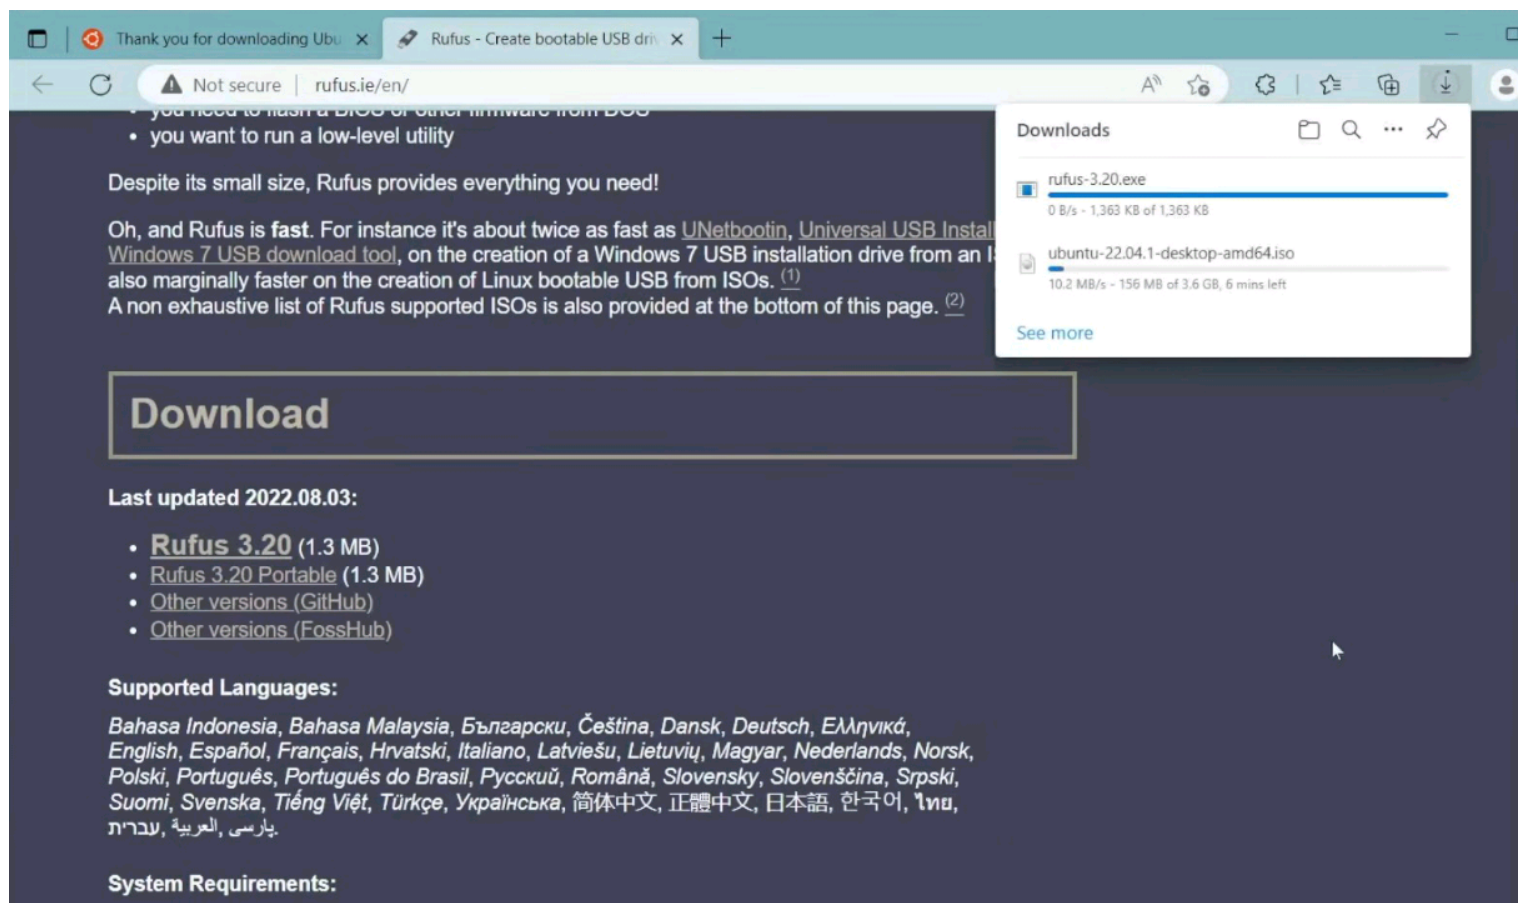 Thank you for downloading Ubu
Rufus - Create bootable USB driv
Not secure | rufus.ie/en/
you need to flash a BIOS or other firmware from DOS
• you want to run a low-level utility
Despite its small size, Rufus provides everything you need!
Oh, and Rufus is fast. For instance it's about twice as fast as UNetbootin, Universal USB Install
Windows 7 USB download tool, on the creation of a Windows 7 USB installation drive from an I
also marginally faster on the creation of Linux bootable USB from ISOs. (1)
A non exhaustive list of Rufus supported ISOs is also provided at the bottom of this page. (2)
Downloads
rufus-3.20.exe
0 B/s - 1,363 KB of 1,363 KB
ubuntu-22.04.1-desktop-amd64.iso
10.2 MB/s - 156 MB of 3.6 GB, 6 mins left
See more
Download
Last updated 2022.08.03:
• Rufus 3.20 (1.3 MB)
• Rufus 3.20 Portable (1.3 MB)
• Other versions (GitHub)
• Other versions (FossHub)
Supported Languages:
Bahasa Indonesia, Bahasa Malaysia, Български, Čeština, Dansk, Deutsch, Ελληνικά,
English, Español, Français, Hrvatski, Italiano, Latviešu, Lietuvių, Magyar, Nederlands, Norsk,
Polski, Português, Português do Brasil, Русский, Română, Slovensky, Slovenščina, Srpski,
Suomi, Svenska, Tiếng Việt, Türkçe, Українська, 简体中文, 正體中文, 日本語, 한국어, ไทย,
עברית, العربية, پارسی.
System Requirements: